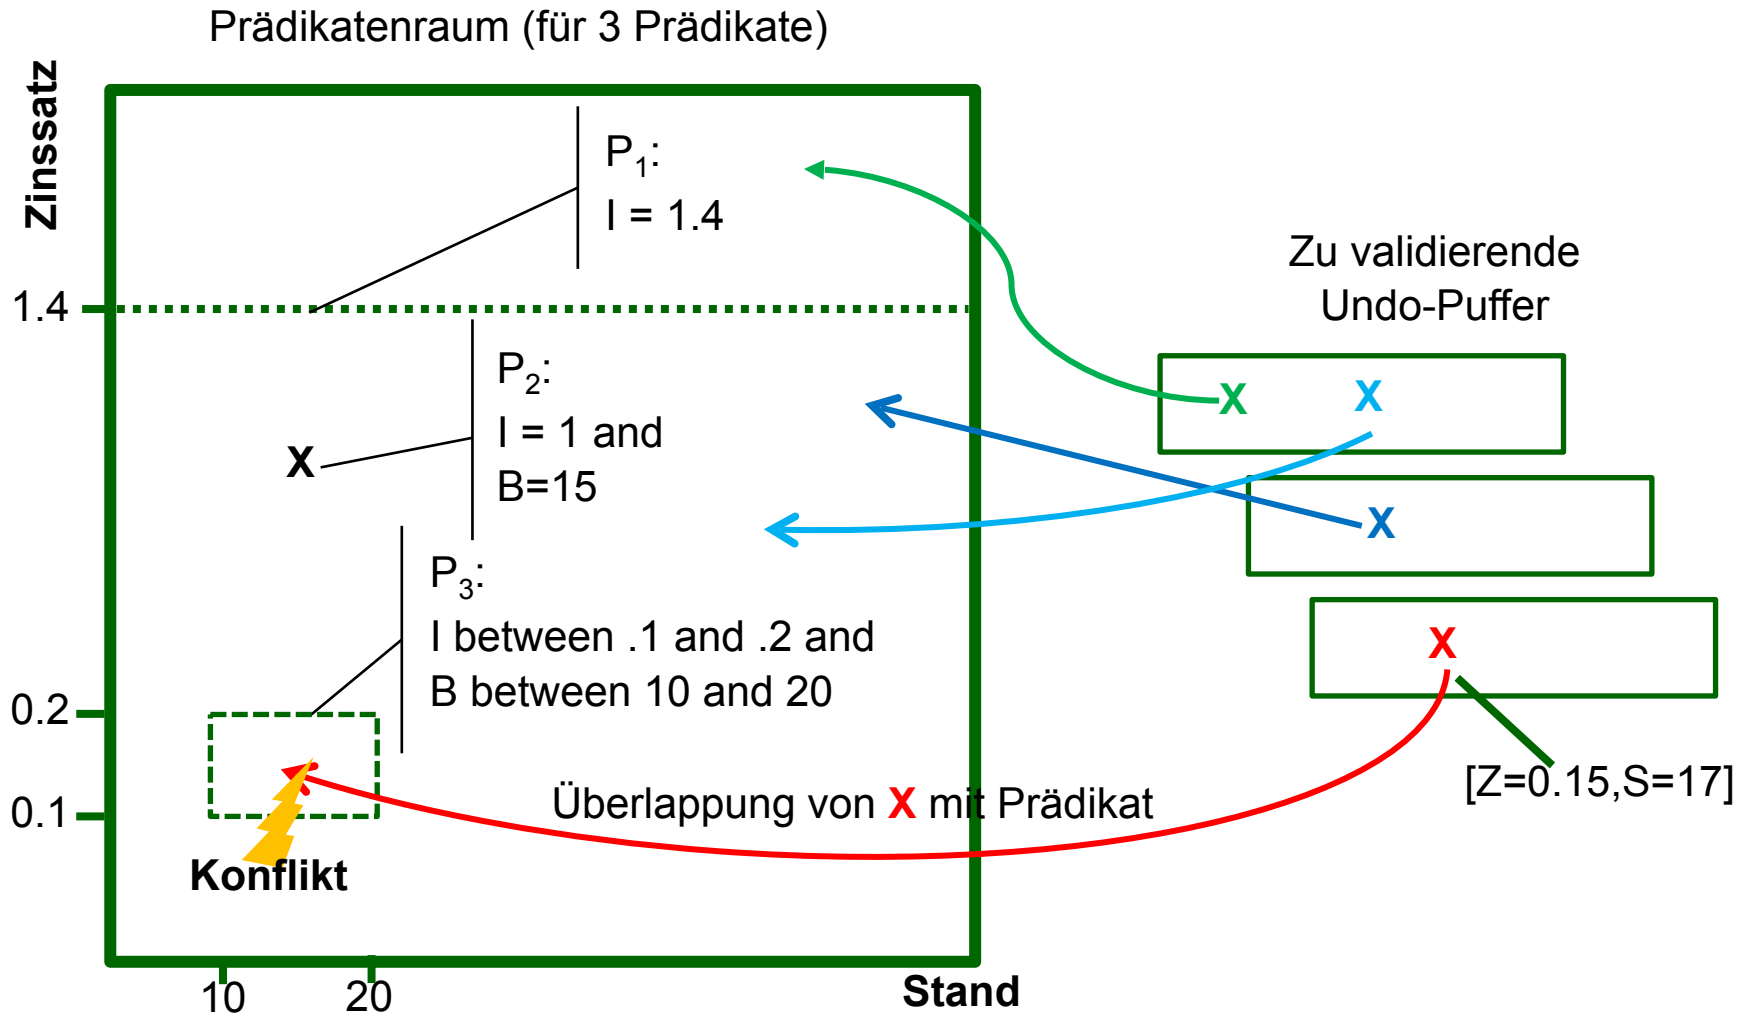 Prädikatenraum (für 3 Prädikate)
Zinssatz
P1:
I = 1.4
1.4
P2:
I = 1 and
B=15
X
P3:
I between .1 and .2 and
B between 10 and 20
0.2
0.1
Überlappung von X mit Prädikat
Konflikt
10
20
Stand
Zu validierende
Undo-Puffer
X X
X
X
[Z=0.15,S=17]